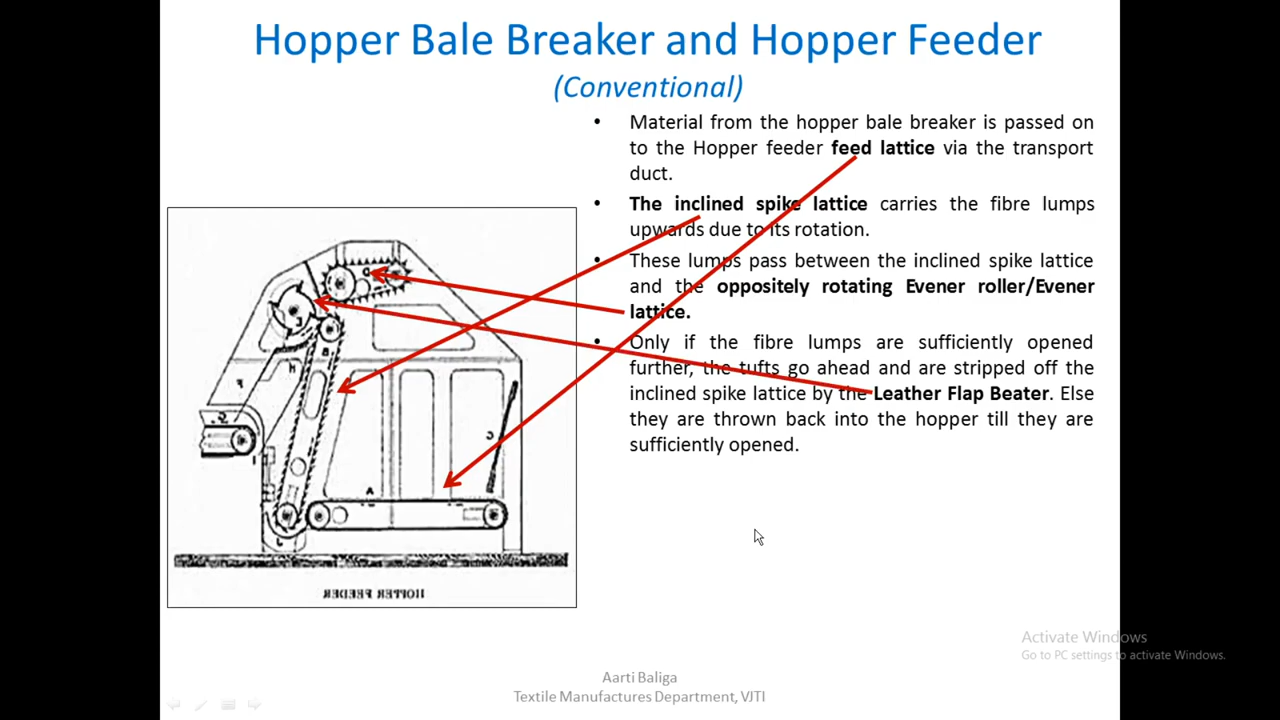 Hopper Bale Breaker and Hopper Feeder
(Conventional)
• Material from the hopper bale breaker is passed on
to the Hopper feeder feed lattice via the transport
duct.
• The inclined spike lattice carries the fibre lumps
upwards due to its rotation.
• These lumps pass between the inclined spike lattice
and the oppositely rotating Evener roller/Evener
lattice.
• Only if the fibre lumps are sufficiently opened
further, the tufts go ahead and are stripped off the
inclined spike lattice by the Leather Flap Beater. Else
they are thrown back into the hopper till they are
sufficiently opened.
D
E
B
H
F
G
C
I
A
HOPPER FEEDER
Activate Windows
Go to PC settings to activate Windows.
Aarti Baliga
Textile Manufactures Department, VJTI